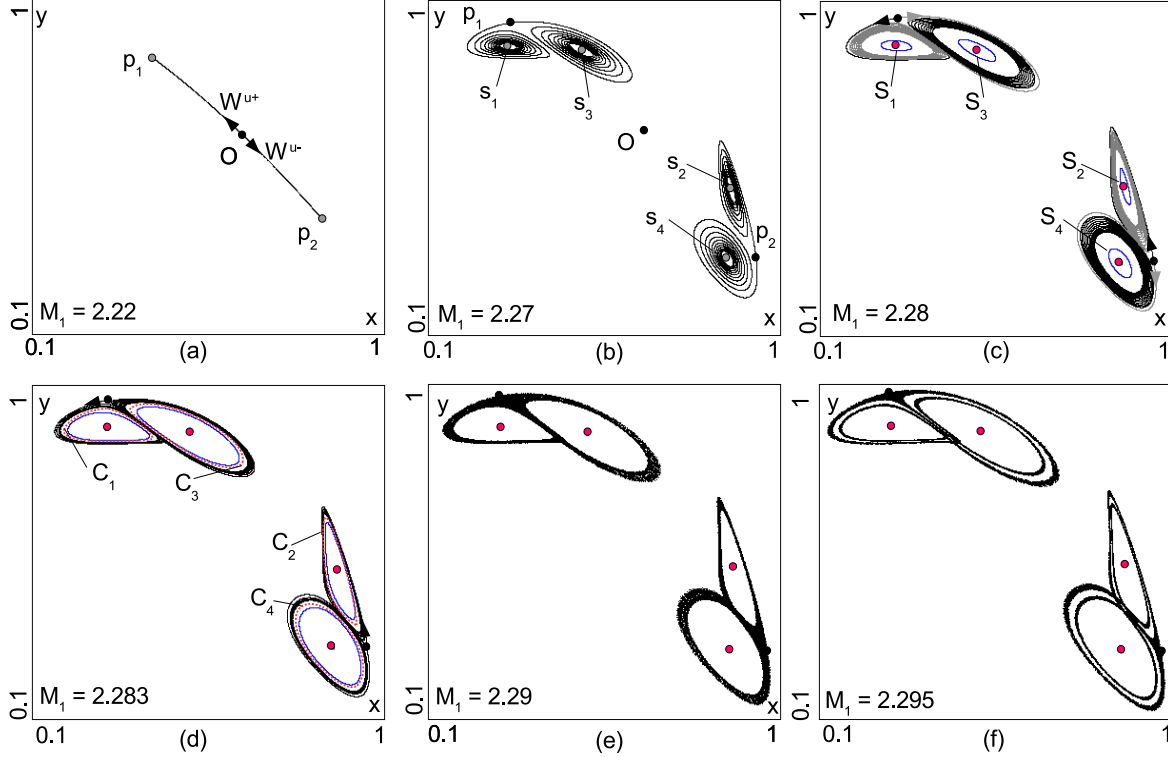 1
y
p1
W u+
O
W u-
p2
M1 = 2.22
x
0.1
0.1
(a)
1
1
y
p1
s1
s3
O
s2
s4
p2
M1 = 2.27
x
0.1
0.1
(b)
1
1
y
S1
S3
S2
S4
M1 = 2.28
x
0.1
0.1
(c)
1
1
y
C1
C3
C2
C4
M1 = 2.283
x
0.1
0.1
(d)
1
1
y
M1 = 2.29
x
0.1
0.1
(e)
1
1
y
M1 = 2.295
x
0.1
0.1
(f)
1